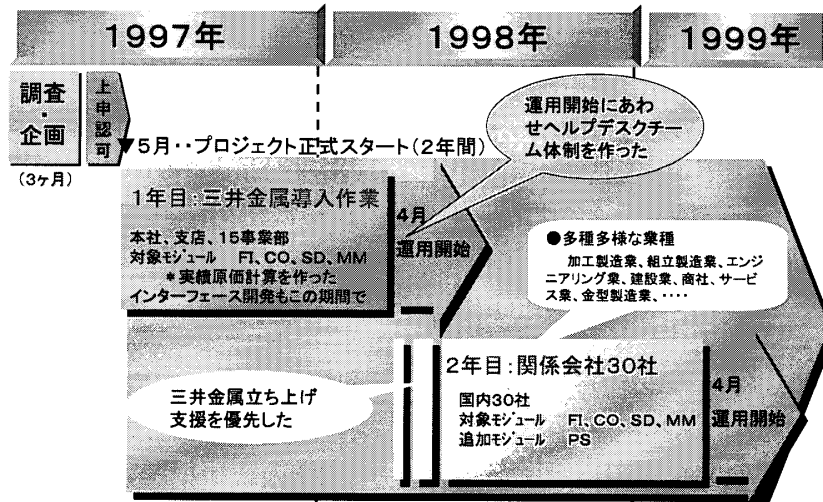 1997年
1998年
1999年
調査
・
企画
(3ヶ月)
上申認可
▼5月・・プロジェクト正式スタート(2年間)
運用開始にあわ
せヘルプデスクチー
ム体制を作った
1年目:三井金属導入作業
本社、支店、15事業部
対象モジュール FI、CO、SD、MM
*実績原価計算を作った
インターフェース開発もこの期間で
4月
運用開始
●多種多様な業種
加工製造業、組立製造業、エンジ
ニアリング業、建設業、商社、サービ
ス業、金型製造業、・・・・
三井金属立ち上げ
支援を優先した
2年目:関係会社30社
国内30社
対象モジュール FI、CO、SD、MM
追加モジュール PS
4月
運用開始